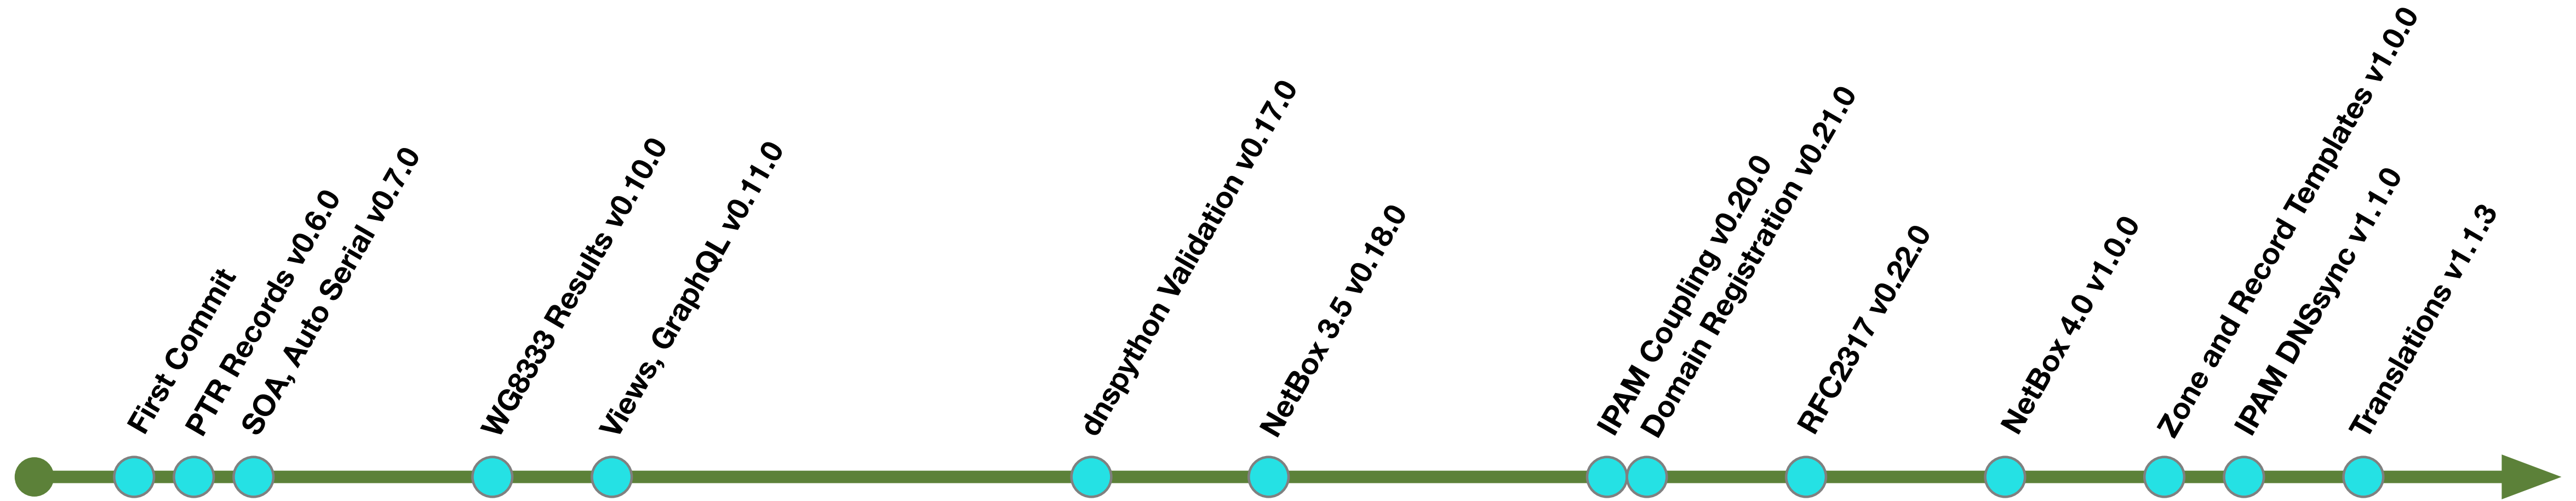 First Commit
PTR Records v0.6.0
SOA, Auto Serial v0.7.0
WG8333 Results v0.10.0
Views, GraphQL v0.11.0
dnspython Validation v0.17.0
NetBox 3.5 v0.18.0
IPAM Coupling v0.20.0
Domain Registration v0.21.0
RFC2317 v0.22.0
NetBox 4.0 v1.0.0
Zone and Record Templates v1.0.0
IPAM DNSsync v1.1.0
Translations v1.1.3